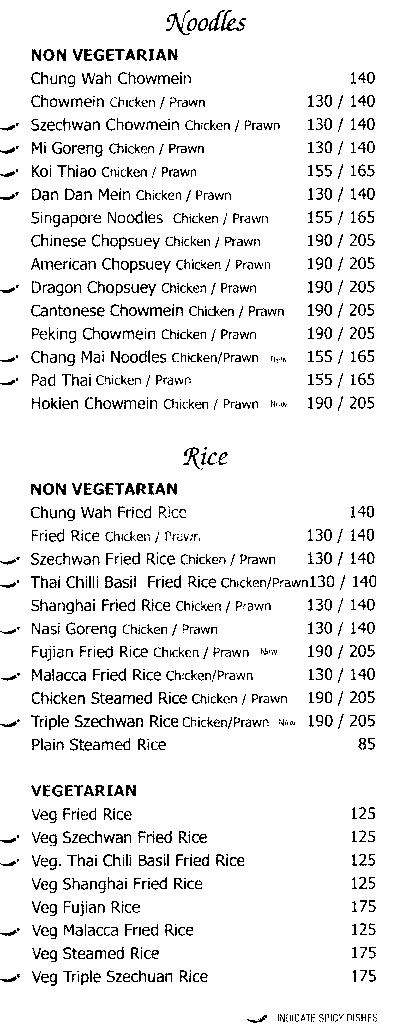 Noodles
NON VEGETARIAN
Chung Wah Chowmein 140
Chowmein Chicken / Prawn 130 / 140
Szechwan Chowmein Chicken / Prawn 130 / 140
Mi Goreng Chicken / Prawn 130 / 140
Koi Thiao Chicken / Prawn 155 / 165
Dan Dan Mein Chicken / Prawn 130 / 140
Singapore Noodles Chicken / Prawn 155 / 165
Chinese Chopsuey Chicken / Prawn 190 / 205
American Chopsuey Chicken / Prawn 190 / 205
Dragon Chopsuey Chicken / Prawn 190 / 205
Cantonese Chowmein Chicken / Prawn 190 / 205
Peking Chowmein Chicken / Prawn 190 / 205
Chang Mai Noodles Chicken/Prawn New 155 / 165
Pad Thai Chicken / Prawn 155 / 165
Hokien Chowmein Chicken / Prawn New 190 / 205
Rice
NON VEGETARIAN
Chung Wah Fried Rice 140
Fried Rice Chicken / Prawn 130 / 140
Szechwan Fried Rice Chicken / Prawn 130 / 140
Thai Chilli Basil Fried Rice Chicken/Prawn 130 / 140
Shanghai Fried Rice Chicken / Prawn 130 / 140
Nasi Goreng Chicken / Prawn 130 / 140
Fujian Fried Rice Chicken / Prawn New 190 / 205
Malacca Fried Rice Chicken/Prawn 130 / 140
Chicken Steamed Rice Chicken / Prawn 190 / 205
Triple Szechwan Rice Chicken/Prawn New 190 / 205
Plain Steamed Rice 85
VEGETARIAN
Veg Fried Rice 125
Veg Szechwan Fried Rice 125
Veg. Thai Chili Basil Fried Rice 125
Veg Shanghai Fried Rice 125
Veg Fujian Rice 175
Veg Malacca Fried Rice 125
Veg Steamed Rice 175
Veg Triple Szechuan Rice 175
INDICATE SPICY DISHES